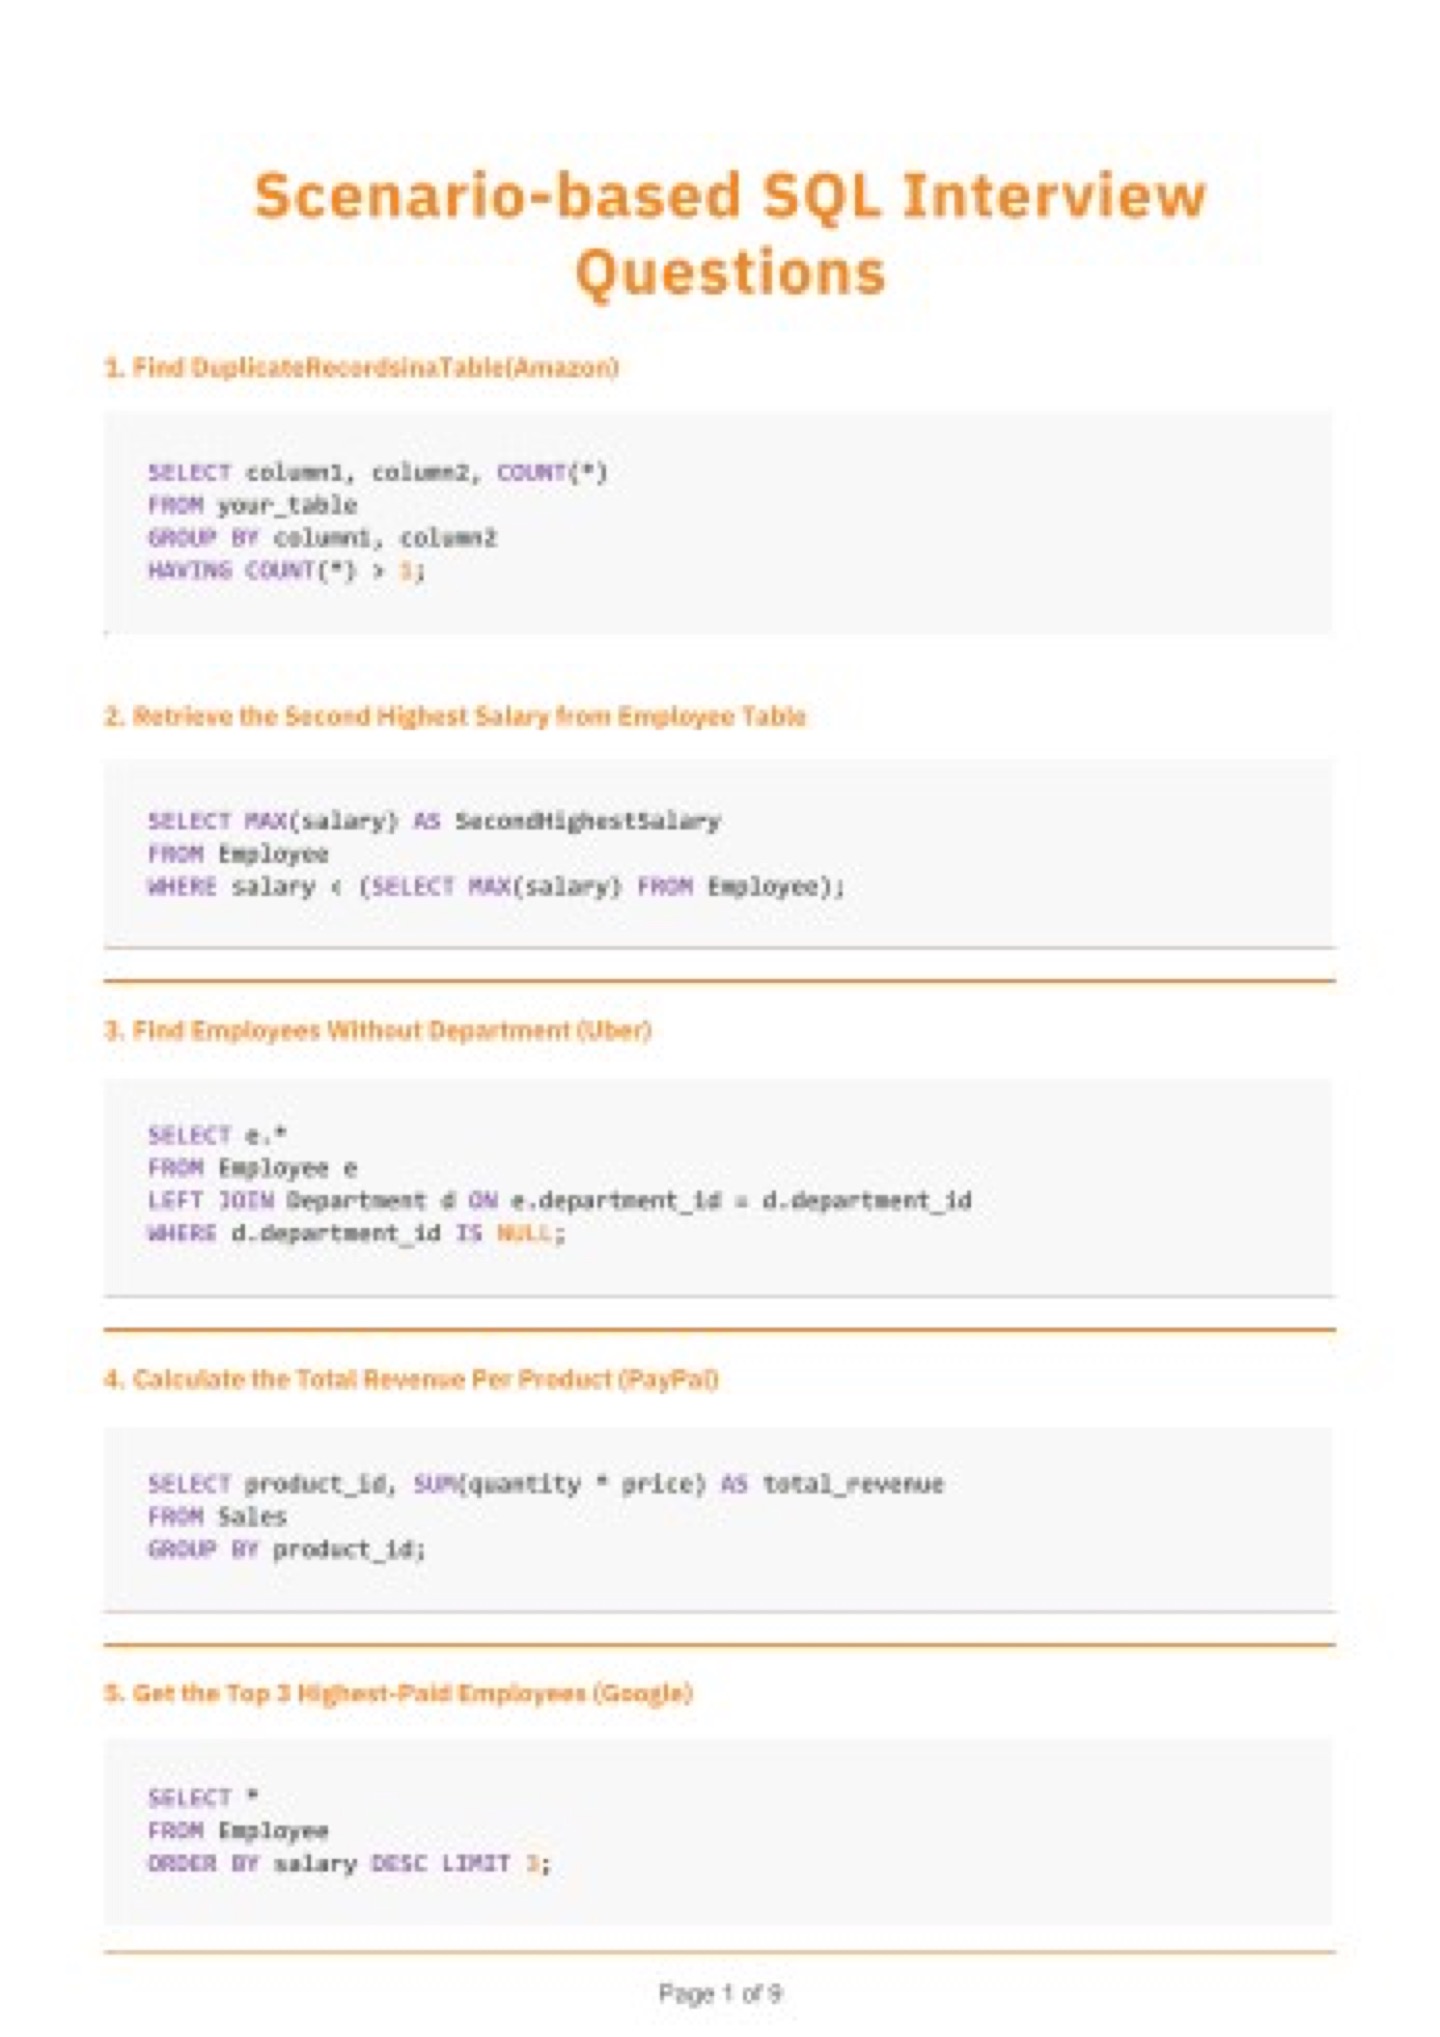 Scenario-based SQL Interview
Questions
1. Find DuplicateRecordsinaTable(Amazon)
SELECT column1, column2, COUNT(*)
FROM your_table
GROUP BY column1, column2
HAVING COUNT(*) > 1;
2. Retrieve the Second Highest Salary from Employee Table
SELECT MAX(salary) AS SecondHighestSalary
FROM Employee
WHERE salary < (SELECT MAX(salary) FROM Employee);
3. Find Employees Without Department (Uber)
SELECT e.*
FROM Employee e
LEFT JOIN Department d ON e.department_id = d.department_id
WHERE d.department_id IS NULL;
4. Calculate the Total Revenue Per Product (PayPal)
SELECT product_id, SUM(quantity * price) AS total_revenue
FROM Sales
GROUP BY product_id;
5. Get the Top 3 Highest-Paid Employees (Google)
SELECT *
FROM Employee
ORDER BY salary DESC LIMIT 3;
Page 1 of 9